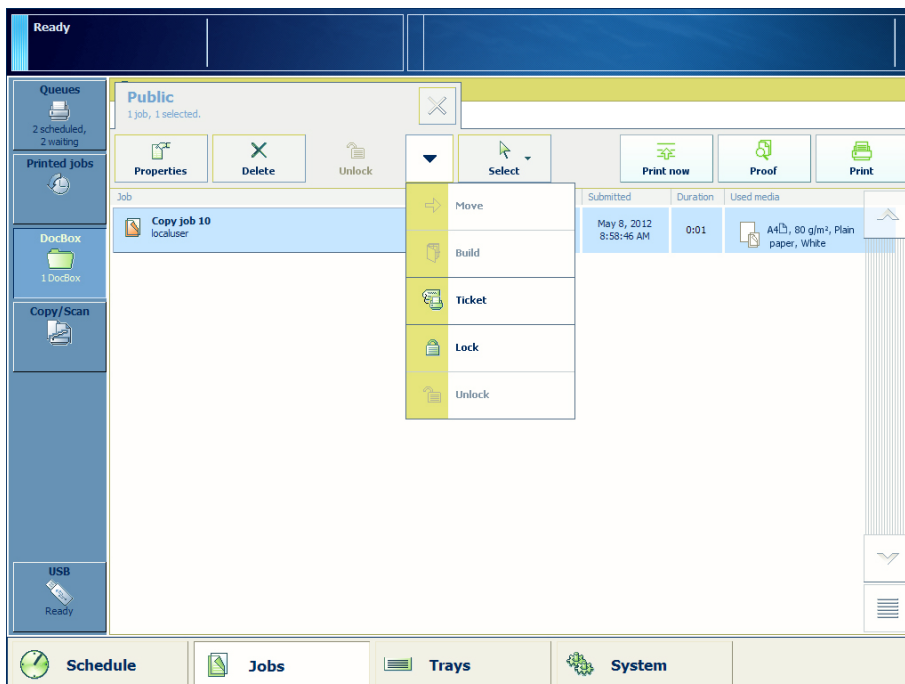 Ready
Queues
2 scheduled,
2 waiting
Printed jobs
DocBox
1 DocBox
Copy/Scan
USB
Ready
Public
1 job, 1 selected.
Properties
Delete
Unlock
Select
Print now
Proof
Print
Job
Submitted
Duration
Used media
Copy job 10
localuser
May 8, 2012
8:58:46 AM
0:01
A4, 80 g/m², Plain
paper, White
Move
Build
Ticket
Lock
Unlock
Schedule
Jobs
Trays
System